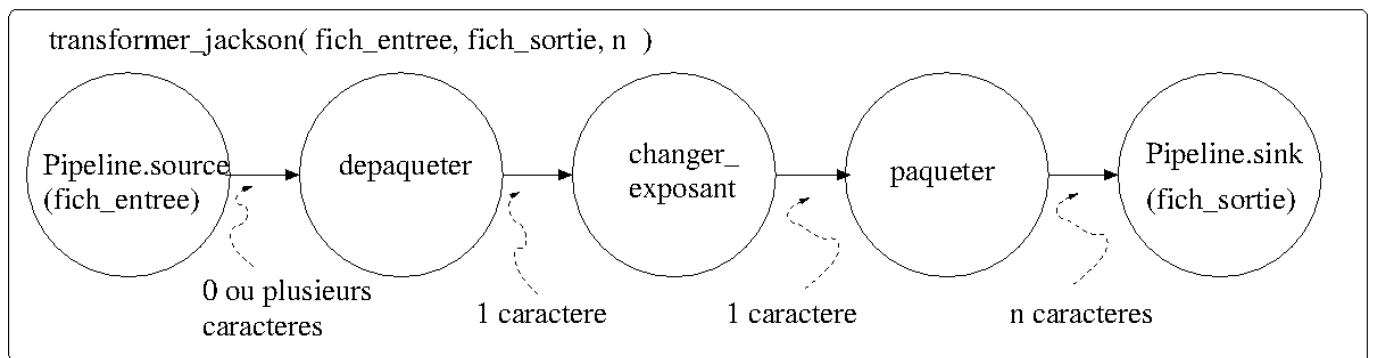 transformer_jackson( fich_entree, fich_sortie, n )
Pipeline.source
(fich_entree)
depaqueter
changer_
exposant
paqueter
Pipeline.sink
(fich_sortie)
0 ou plusieurs
caracteres
1 caractere
1 caractere
n caracteres